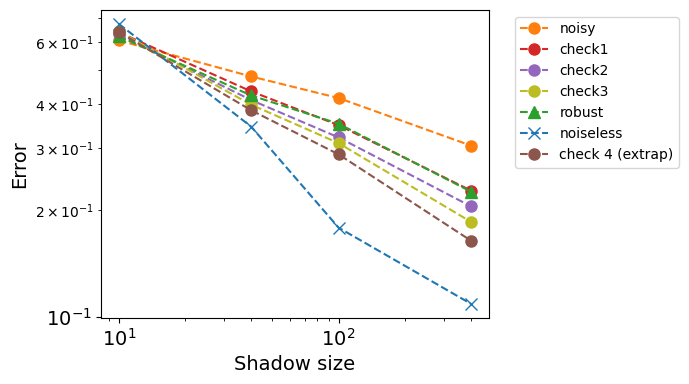 6 × 10⁻¹
4 × 10⁻¹
3 × 10⁻¹
2 × 10⁻¹
10⁻¹
Error
10¹
10²
Shadow size
noisy
check1
check2
check3
robust
noiseless
check 4 (extrap)